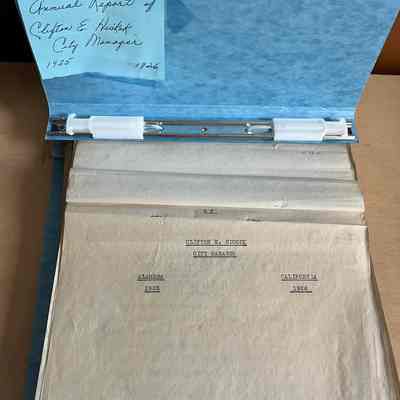 Annual Report of
Clifton E. Hickok
City Manager
1925 1926
CLIFTON E. HICKOK
CITY MANAGER
ALAMEDA CALIFORNIA
1925 1926